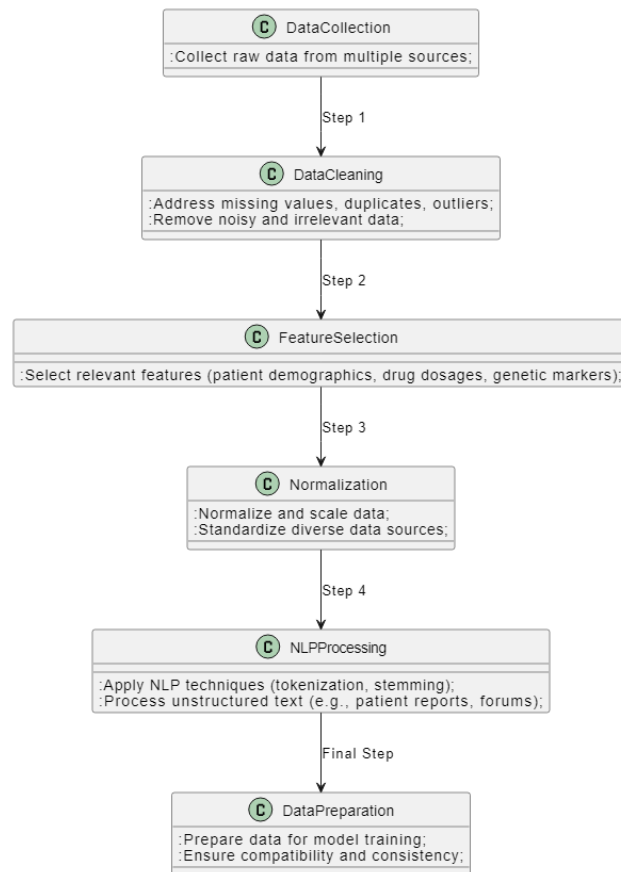 C DataCollection
:Collect raw data from multiple sources;
Step 1
C DataCleaning
:Address missing values, duplicates, outliers;
:Remove noisy and irrelevant data;
Step 2
C FeatureSelection
:Select relevant features (patient demographics, drug dosages, genetic markers);
Step 3
C Normalization
:Normalize and scale data;
:Standardize diverse data sources;
Step 4
C NLPProcessing
:Apply NLP techniques (tokenization, stemming);
:Process unstructured text (e.g., patient reports, forums);
Final Step
C DataPreparation
:Prepare data for model training;
:Ensure compatibility and consistency;